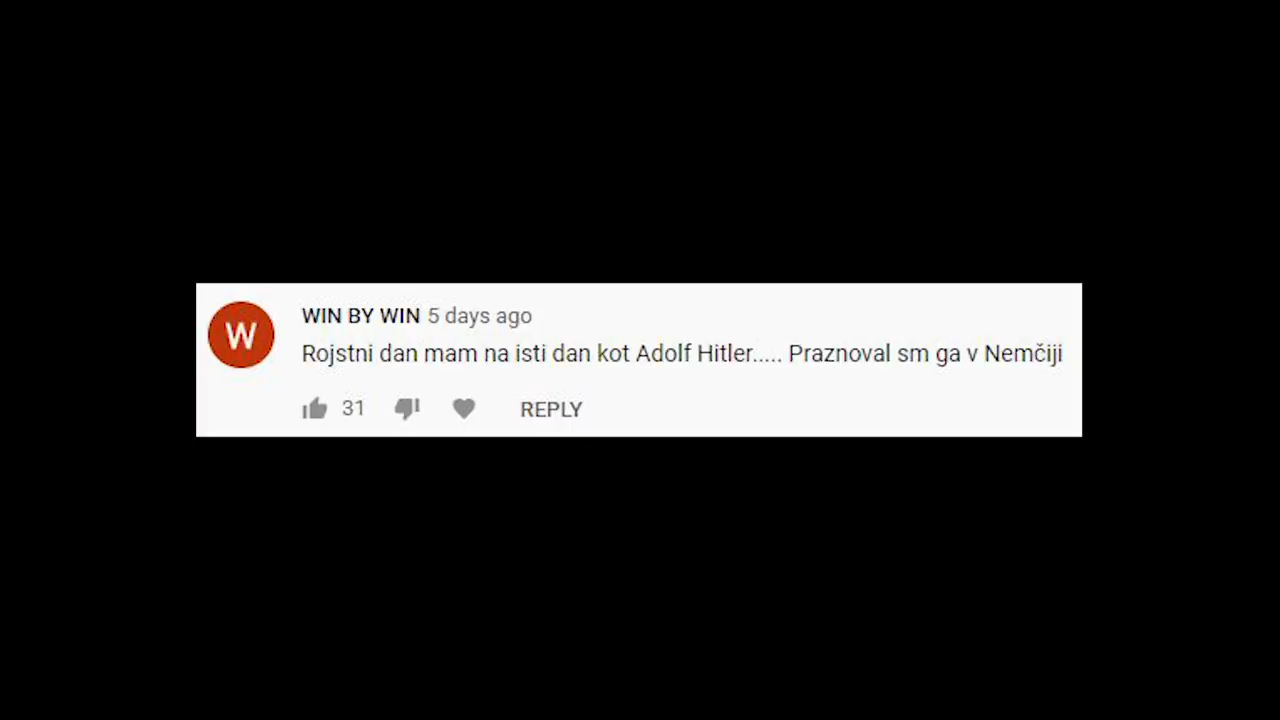 W
WIN BY WIN 5 days ago
Rojstni dan mam na isti dan kot Adolf Hitler..... Praznoval sm ga v Nemčiji
31 REPLY